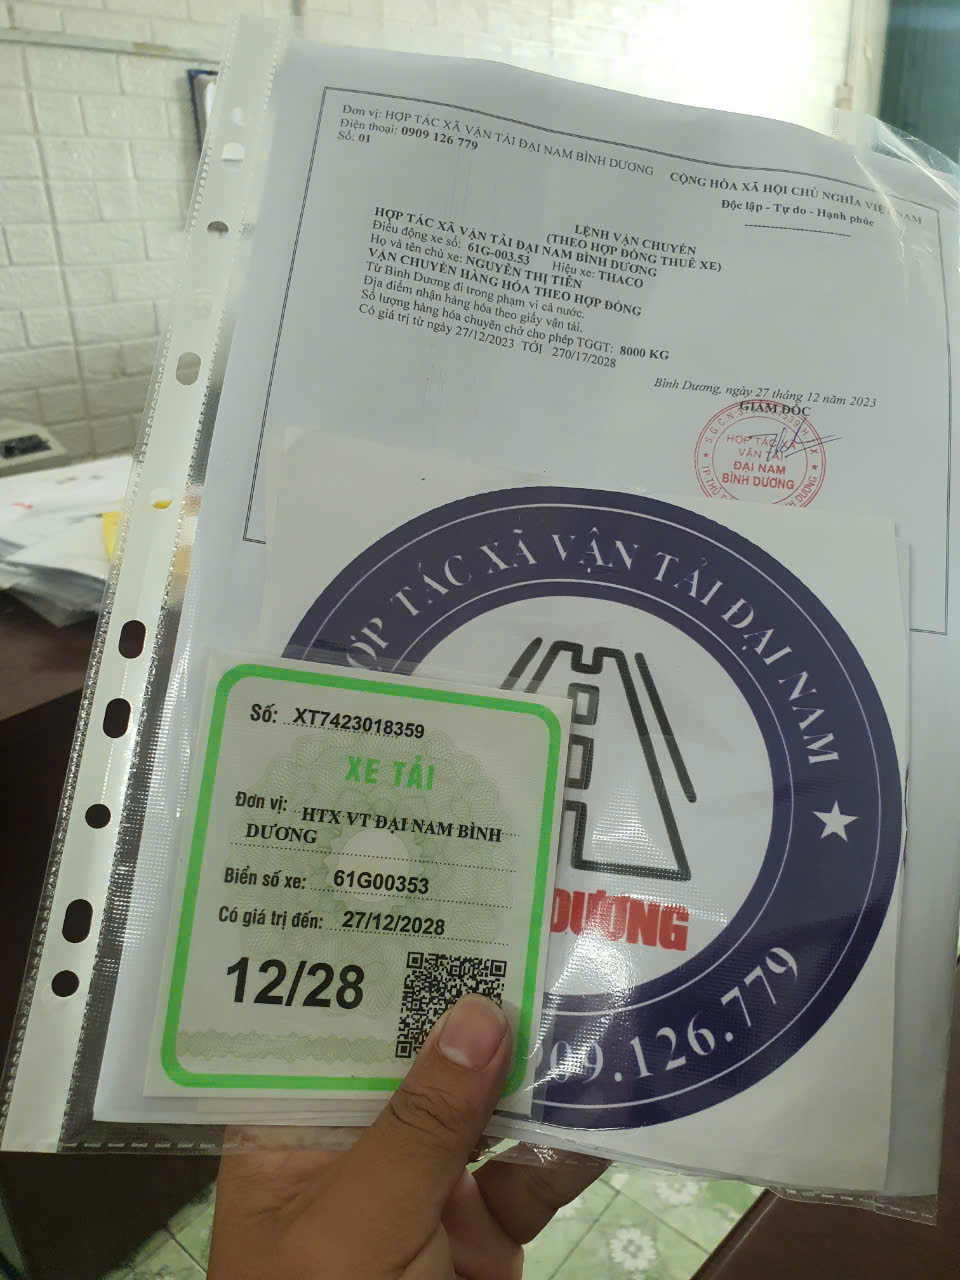 Đơn vị: HỢP TÁC XÃ VẬN TẢI ĐẠI NAM BÌNH DƯƠNG
Điện thoại: 0909 126 779
Số: 01
CỘNG HÒA XÃ HỘI CHỦ NGHĨA VIỆT NAM
Độc lập - Tự do - Hạnh phúc
LỆNH VẬN CHUYỂN
(THEO HỢP ĐỒNG THUÊ XE)
HỢP TÁC XÃ VẬN TẢI ĐẠI NAM BÌNH DƯƠNG
Điều động xe số: 61G-003.53 Hiệu xe: THACO
Họ và tên chủ xe: NGUYỄN THỊ TIÊN
VẬN CHUYỂN HÀNG HÓA THEO HỢP ĐỒNG
Từ Bình Dương đi trong phạm vi cả nước.
Địa điểm nhận hàng hóa theo giấy vận tải.
Số lượng hàng hóa chuyên chở cho phép TGGT: 8000 KG
Có giá trị từ ngày 27/12/2023 TỚI 270/17/2028
Bình Dương, ngày 27 tháng 12 năm 2023
GIÁM ĐỐC
HỢP TÁC XÃ
VẬN TẢI
ĐẠI NAM
BÌNH DƯƠNG
HỢP TÁC XÃ VẬN TẢI ĐẠI NAM
DƯƠNG
909.126.779
Số: XT7423018359
XE TẢI
Đơn vị: HTX VT ĐẠI NAM BÌNH
DƯƠNG
Biển số xe: 61G00353
Có giá trị đến: 27/12/2028
12/28